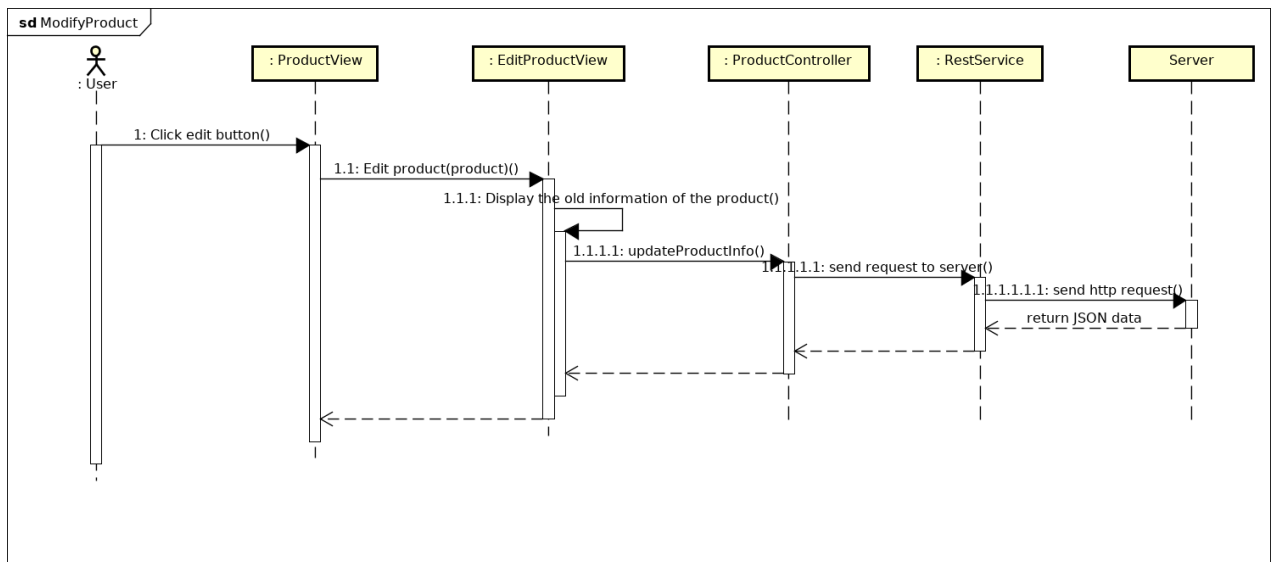 sd ModifyProduct
: User
: ProductView
: EditProductView
: ProductController
: RestService
Server
1: Click edit button()
1.1: Edit product(product)()
1.1.1: Display the old information of the product()
1.1.1.1: updateProductInfo()
1.1.1.1.1: send request to server()
1.1.1.1.1.1: send http request()
return JSON data